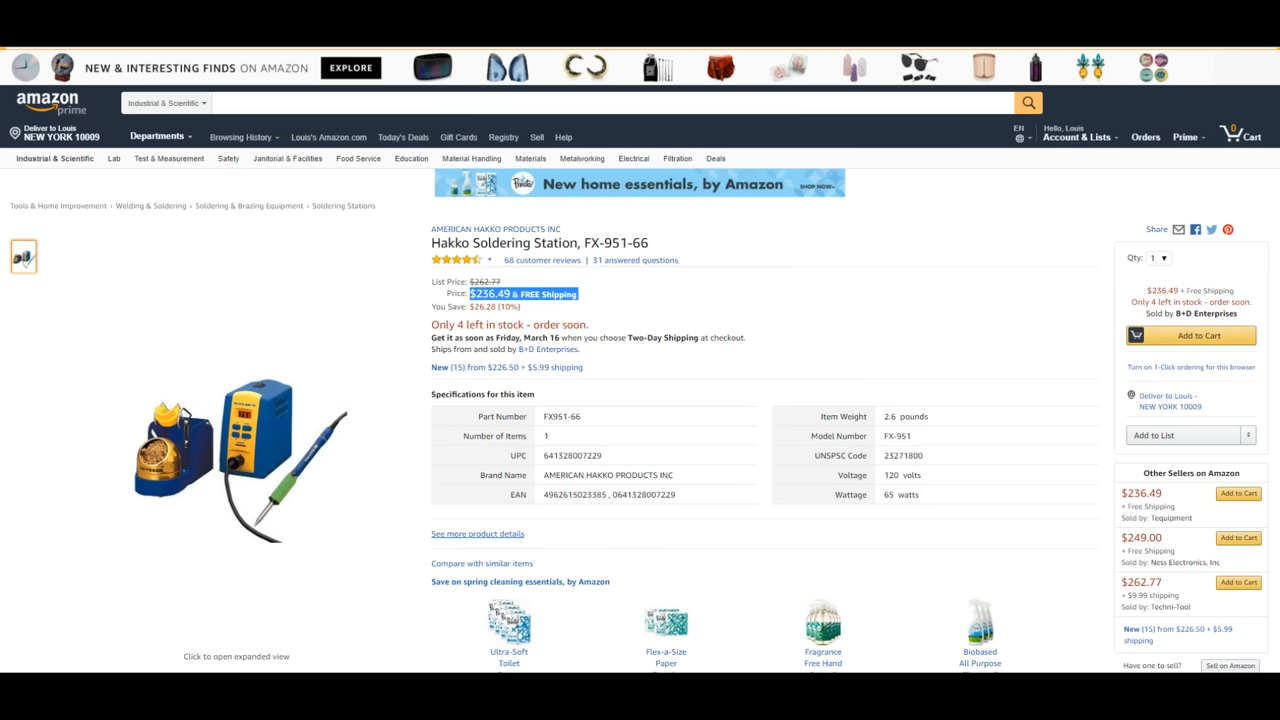 NEW & INTERESTING FINDS ON AMAZON EXPLORE
amazon prime
Industrial & Scientific
Deliver to Louis
NEW YORK 10009
Departments Browsing History Louis's Amazon.com Today's Deals Gift Cards Registry Sell Help
EN
Hello, Louis
Account & Lists Orders Prime 0 Cart
Industrial & Scientific Lab Test & Measurement Safety Janitorial & Facilities Food Service Education Material Handling Materials Metalworking Electrical Filtration Deals
New home essentials, by Amazon SHOP NOW
Tools & Home Improvement › Welding & Soldering › Soldering & Brazing Equipment › Soldering Stations
AMERICAN HAKKO PRODUCTS INC
Hakko Soldering Station, FX-951-66
68 customer reviews | 31 answered questions
List Price: $262.77
Price: $236.49 & FREE Shipping
You Save: $26.28 (10%)
Only 4 left in stock - order soon.
Get it as soon as Friday, March 16 when you choose Two-Day Shipping at checkout.
Ships from and sold by B+D Enterprises.
New (15) from $226.50 + $5.99 shipping
Specifications for this item
Part Number FX951-66
Number of Items 1
UPC 641328007229
Brand Name AMERICAN HAKKO PRODUCTS INC
EAN 4962615023385 , 0641328007229
Item Weight 2.6 pounds
Model Number FX-951
UNSPSC Code 23271800
Voltage 120 volts
Wattage 65 watts
See more product details
Compare with similar items
Save on spring cleaning essentials, by Amazon
Ultra-Soft
Toilet
Flex-a-Size
Paper
Fragrance
Free Hand
Biobased
All Purpose
Click to open expanded view
Share
Qty: 1
$236.49 + Free Shipping
Only 4 left in stock - order soon.
Sold by B+D Enterprises
Add to Cart
Turn on 1-Click ordering for this browser
Deliver to Louis -
NEW YORK 10009
Add to List
Other Sellers on Amazon
$236.49 Add to Cart
+ Free Shipping
Sold by: Tequipment
$249.00 Add to Cart
+ Free Shipping
Sold by: Ness Electronics, Inc
$262.77 Add to Cart
+ $9.99 shipping
Sold by: Techni-Tool
New (15) from $226.50 + $5.99
shipping
Have one to sell? Sell on Amazon